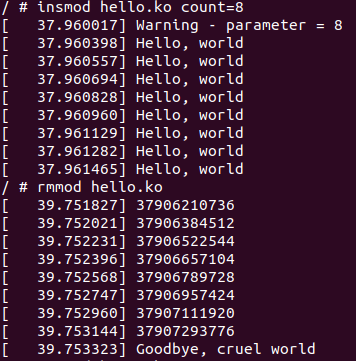 / # insmod hello.ko count=8
[   37.960017] Warning - parameter = 8
[   37.960398] Hello, world
[   37.960557] Hello, world
[   37.960694] Hello, world
[   37.960828] Hello, world
[   37.960960] Hello, world
[   37.961129] Hello, world
[   37.961282] Hello, world
[   37.961465] Hello, world
/ # rmmod hello.ko
[   39.751827] 37906210736
[   39.752021] 37906384512
[   39.752231] 37906522544
[   39.752396] 37906657104
[   39.752568] 37906789728
[   39.752747] 37906957424
[   39.752960] 37907111920
[   39.753144] 37907293776
[   39.753323] Goodbye, cruel world